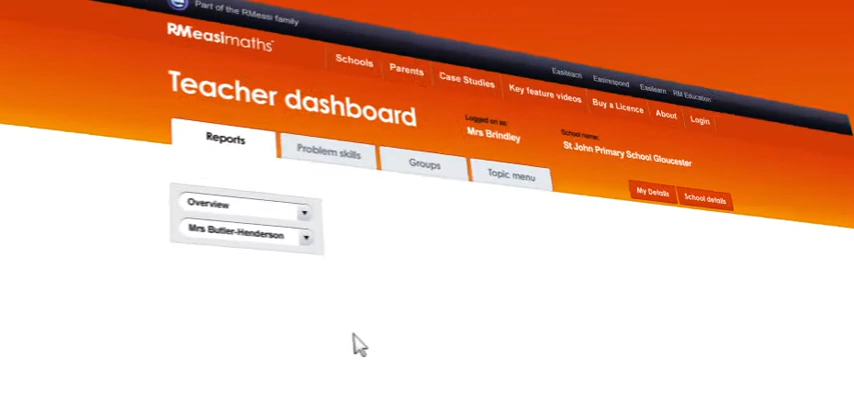 Part of the RMeasi family
RMeasimaths
Easiteach Easirespond Easilearn RM Education
Schools Parents Case Studies Key feature videos Buy a Licence About Login
Teacher dashboard
Logged on as:
Mrs Brindley
School name:
St John Primary School Gloucester
Reports Problem skills Groups Topic menu
My Details School details
Overview
Mrs Butler-Henderson